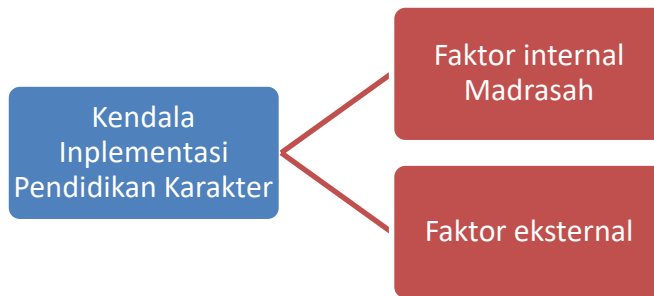 Kendala
Inplementasi
Pendidikan Karakter
Faktor internal
Madrasah
Faktor eksternal